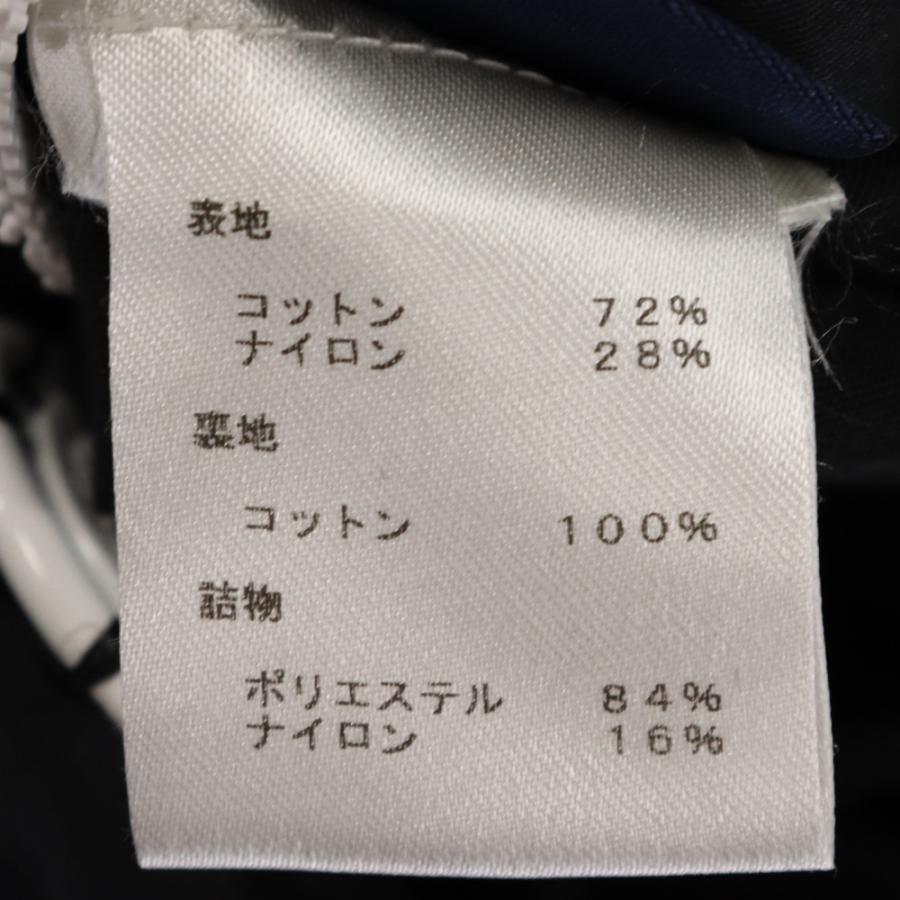 表地
コットン 72%
ナイロン 28%
裏地
コットン 100%
詰物
ポリエステル 84%
ナイロン 16%